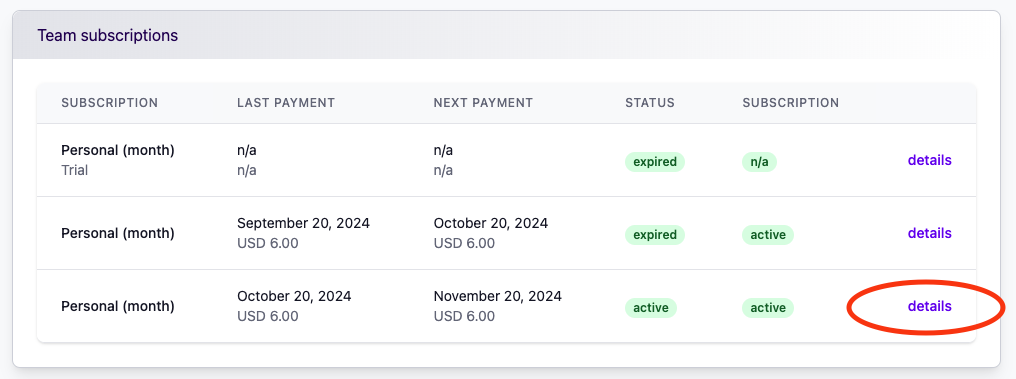 Team subscriptions
SUBSCRIPTION LAST PAYMENT NEXT PAYMENT STATUS SUBSCRIPTION
Personal (month) n/a n/a expired n/a details
Trial n/a n/a
Personal (month) September 20, 2024 October 20, 2024 expired active details
USD 6.00 USD 6.00
Personal (month) October 20, 2024 November 20, 2024 active active details
USD 6.00 USD 6.00